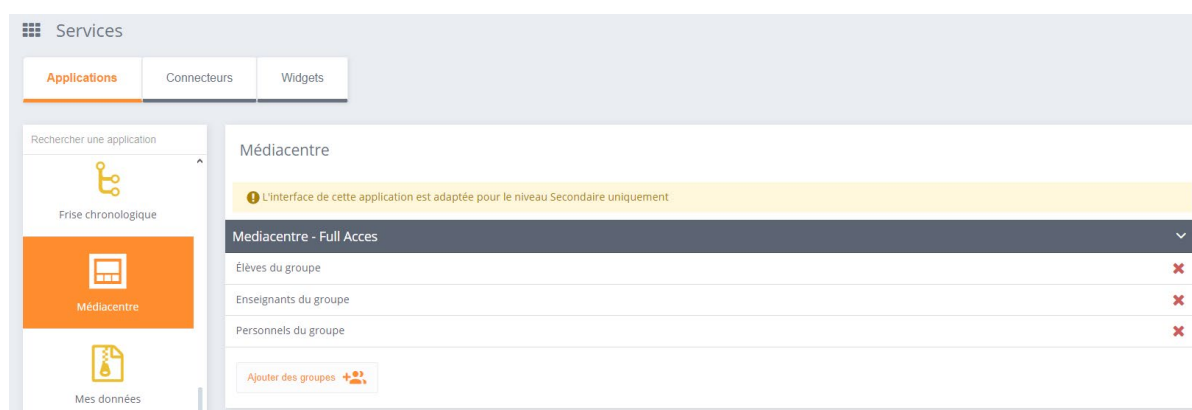 Services
Applications
Connecteurs
Widgets
Rechercher une application
Frise chronologique
Médiacentre
Mes données
Médiacentre
L'interface de cette application est adaptée pour le niveau Secondaire uniquement
Mediacentre - Full Acces
Élèves du groupe
Enseignants du groupe
Personnels du groupe
Ajouter des groupes